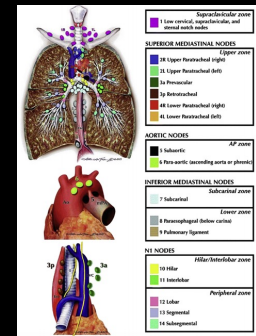 Supraclavicular zone
1 Low cervical, supraclavicular, and
sternal notch nodes
SUPERIOR MEDIASTINAL NODES
Upper zone
2R Upper Paratracheal (right)
2L Upper Paratracheal (left)
3a Prevascular
3p Retrotracheal
4R Lower Paratracheal (right)
4L Lower Paratracheal (left)
AORTIC NODES
AP zone
5 Subaortic
6 Para-aortic (ascending aorta or phrenic)
INFERIOR MEDIASTINAL NODES
Subcarinal zone
7 Subcarinal
Lower zone
8 Paraesophageal (below carina)
9 Pulmonary ligament
N1 NODES
Hilar/Interlobar zone
10 Hilar
11 Interlobar
Peripheral zone
12 Lobar
13 Segmental
14 Subsegmental
3p
3a